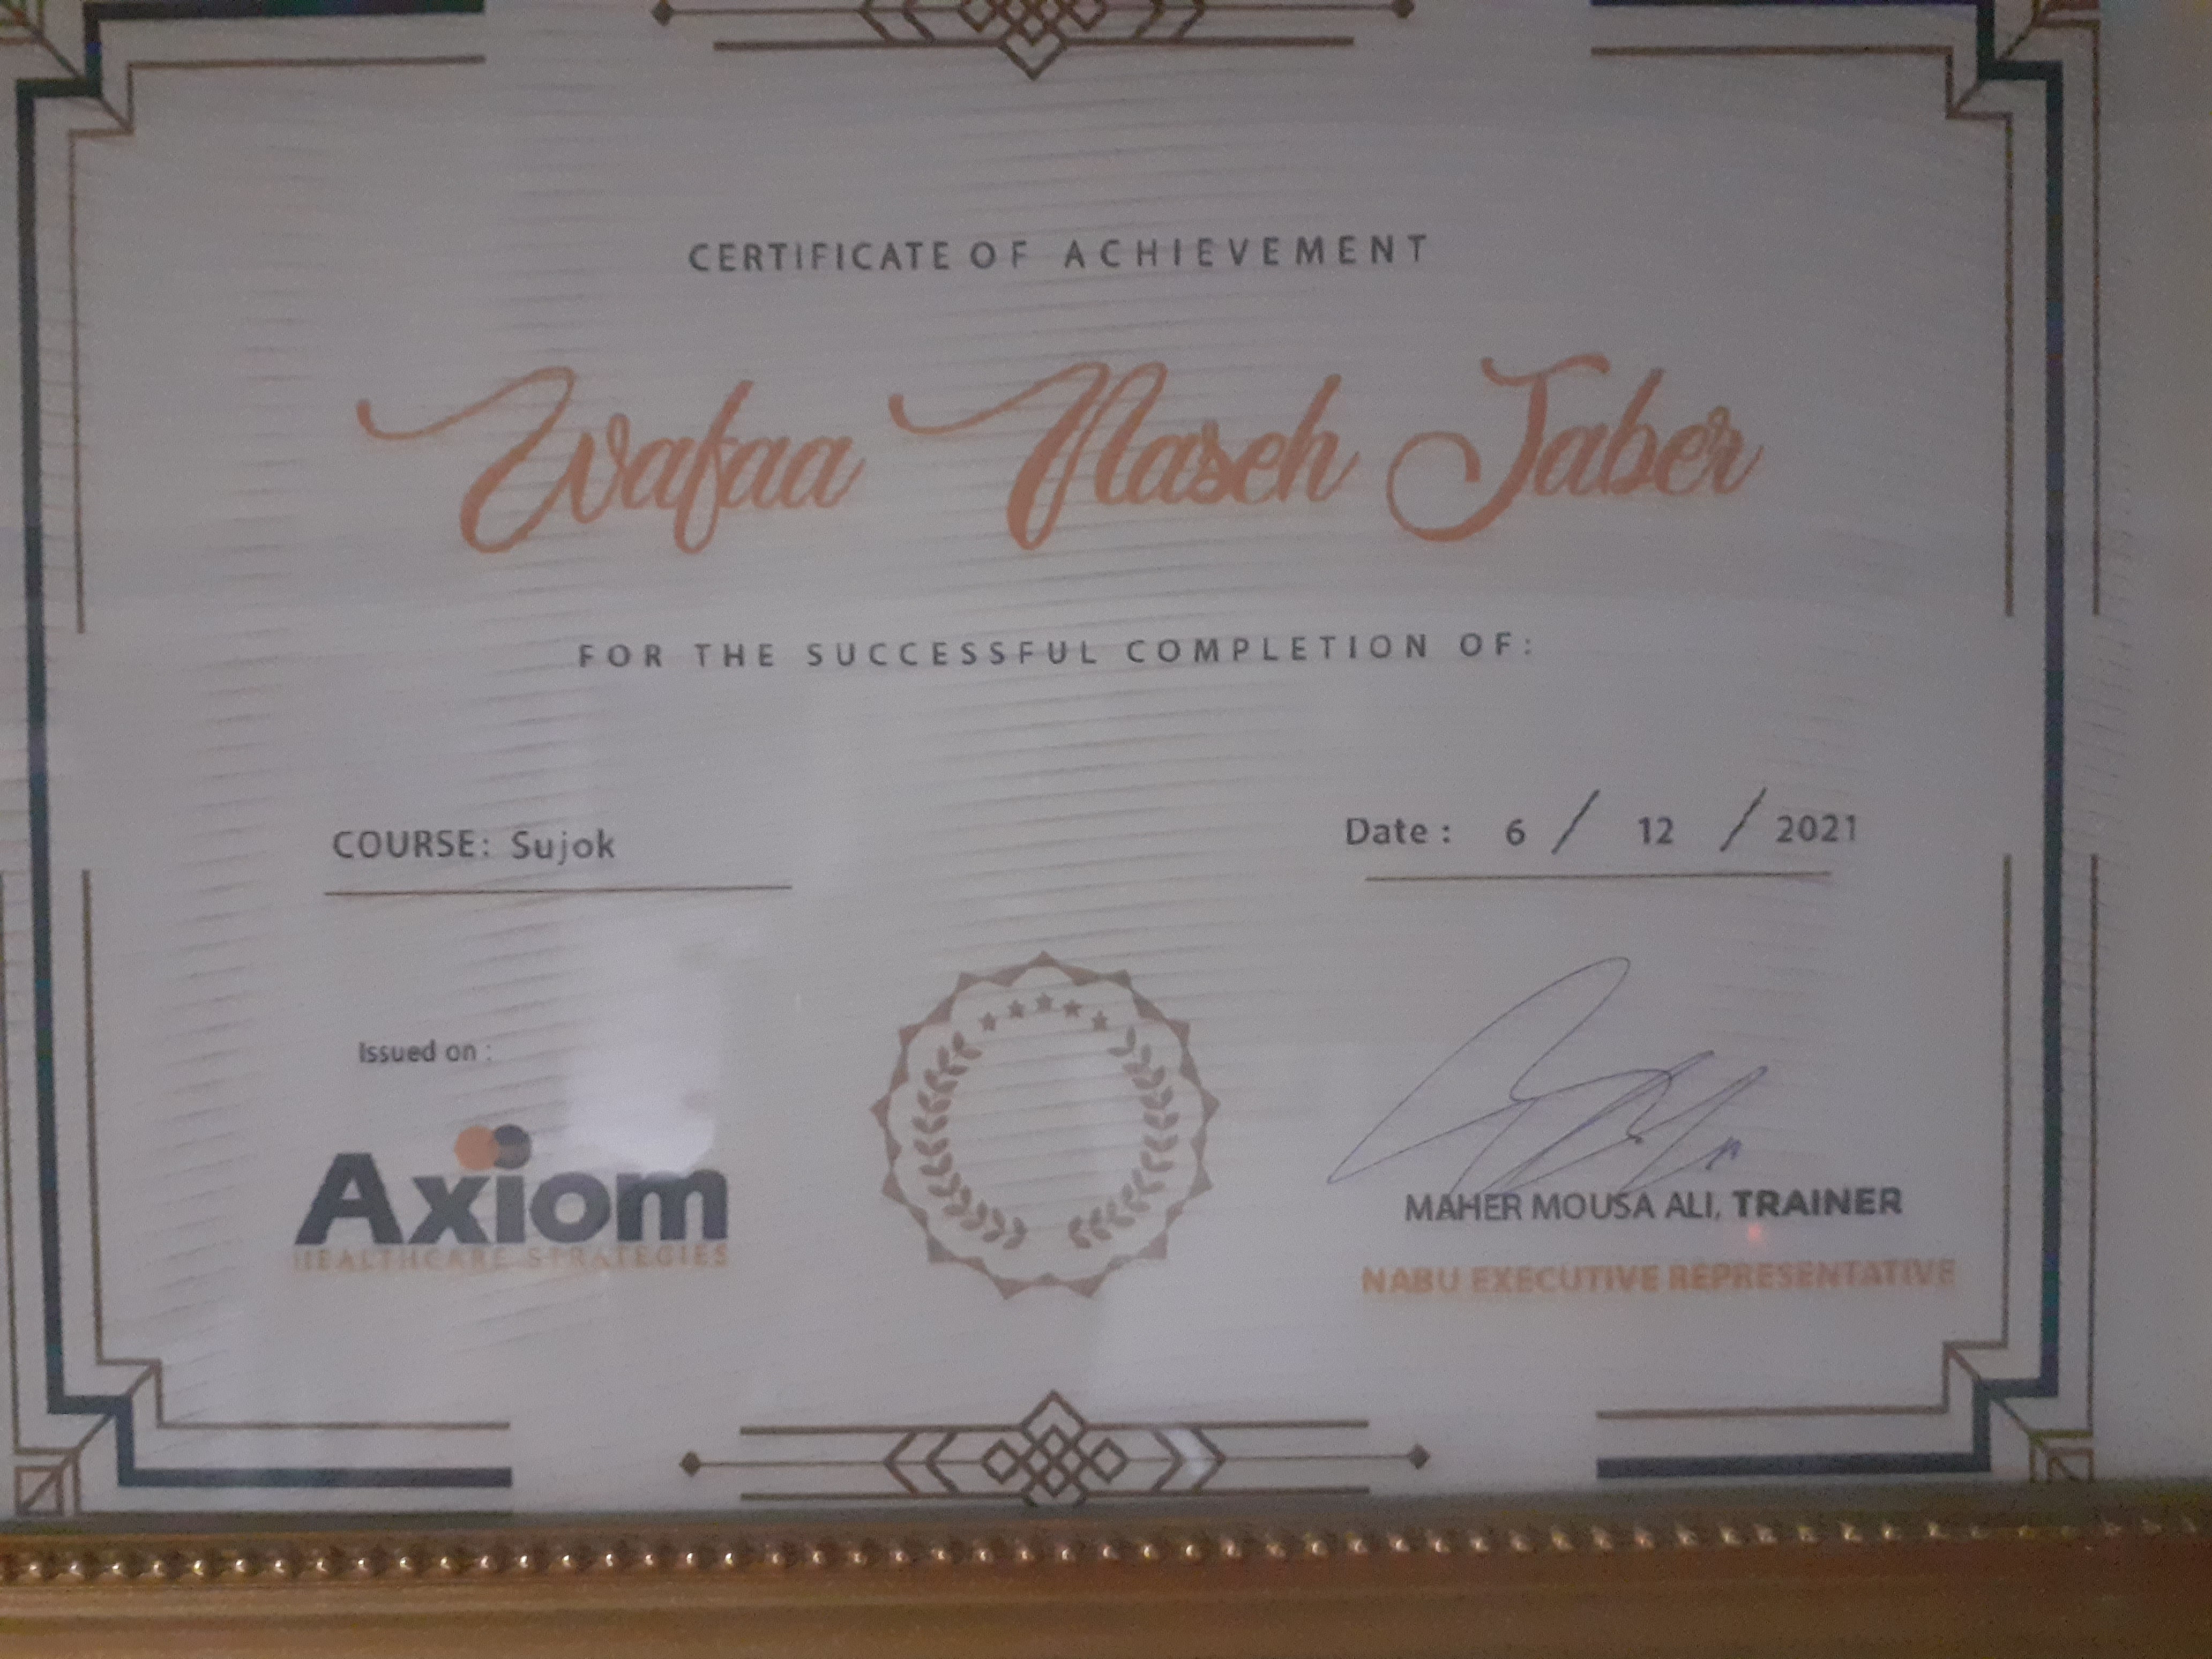 CERTIFICATE OF ACHIEVEMENT
Wafaa Naseh Jaber
FOR THE SUCCESSFUL COMPLETION OF:
COURSE: Sujok
Date : 6 / 12 / 2021
Issued on :
Axiom
HEALTHCARE STRATEGIES
MAHER MOUSA ALI, TRAINER
NABU EXECUTIVE REPRESENTATIVE